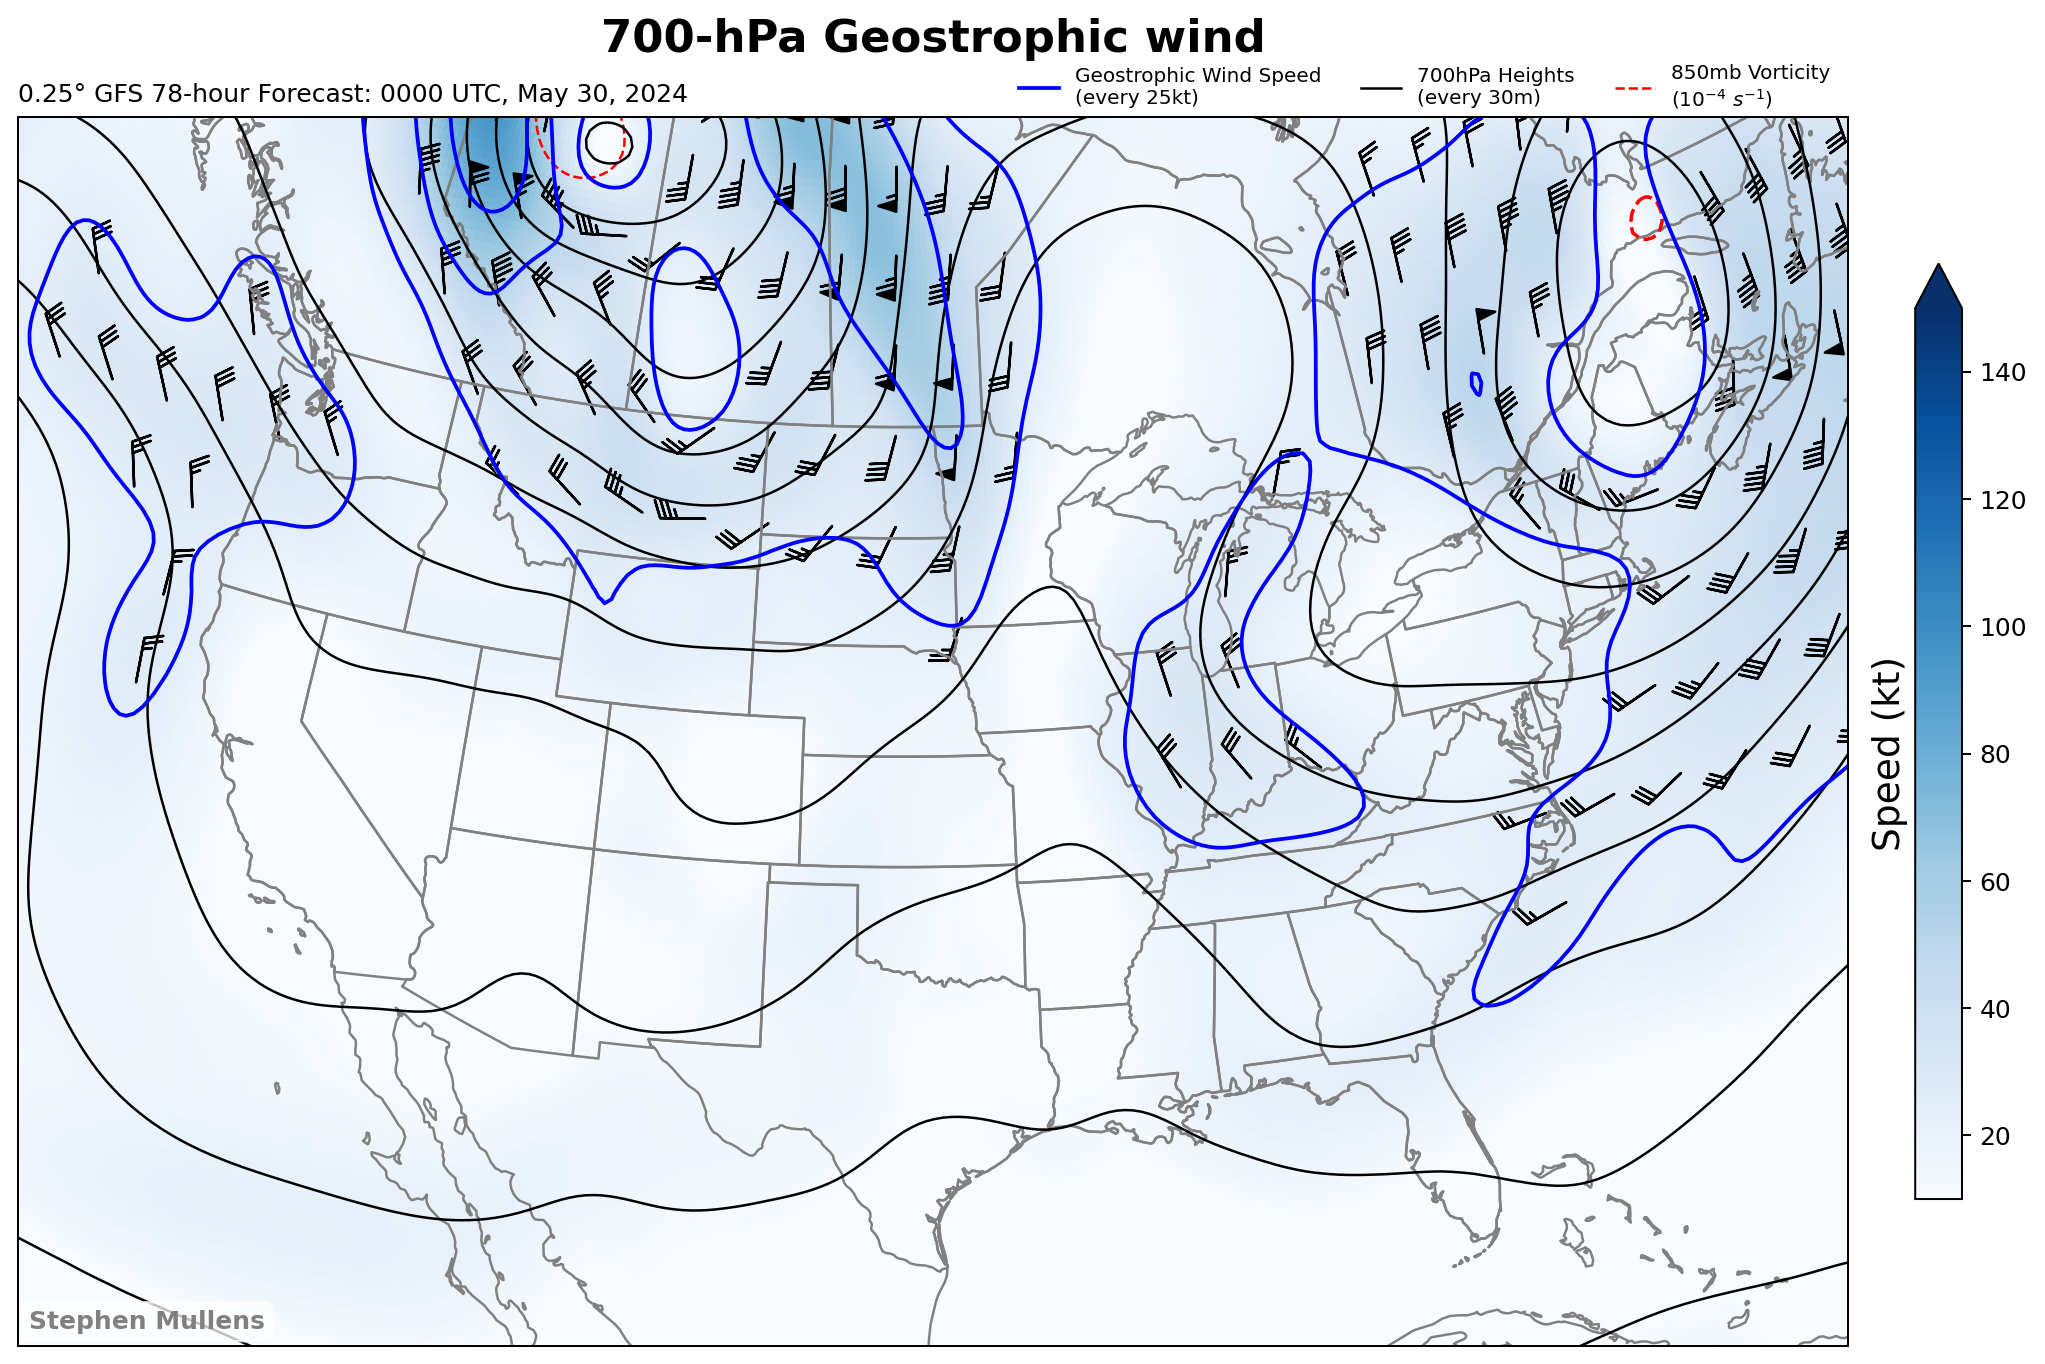 700-hPa Geostrophic wind
0.25° GFS 78-hour Forecast: 0000 UTC, May 30, 2024
Geostrophic Wind Speed
(every 25kt)
700hPa Heights
(every 30m)
850mb Vorticity
(10⁻⁴ s⁻¹)
140
120
100
80
60
40
20
Speed (kt)
Stephen Mullens